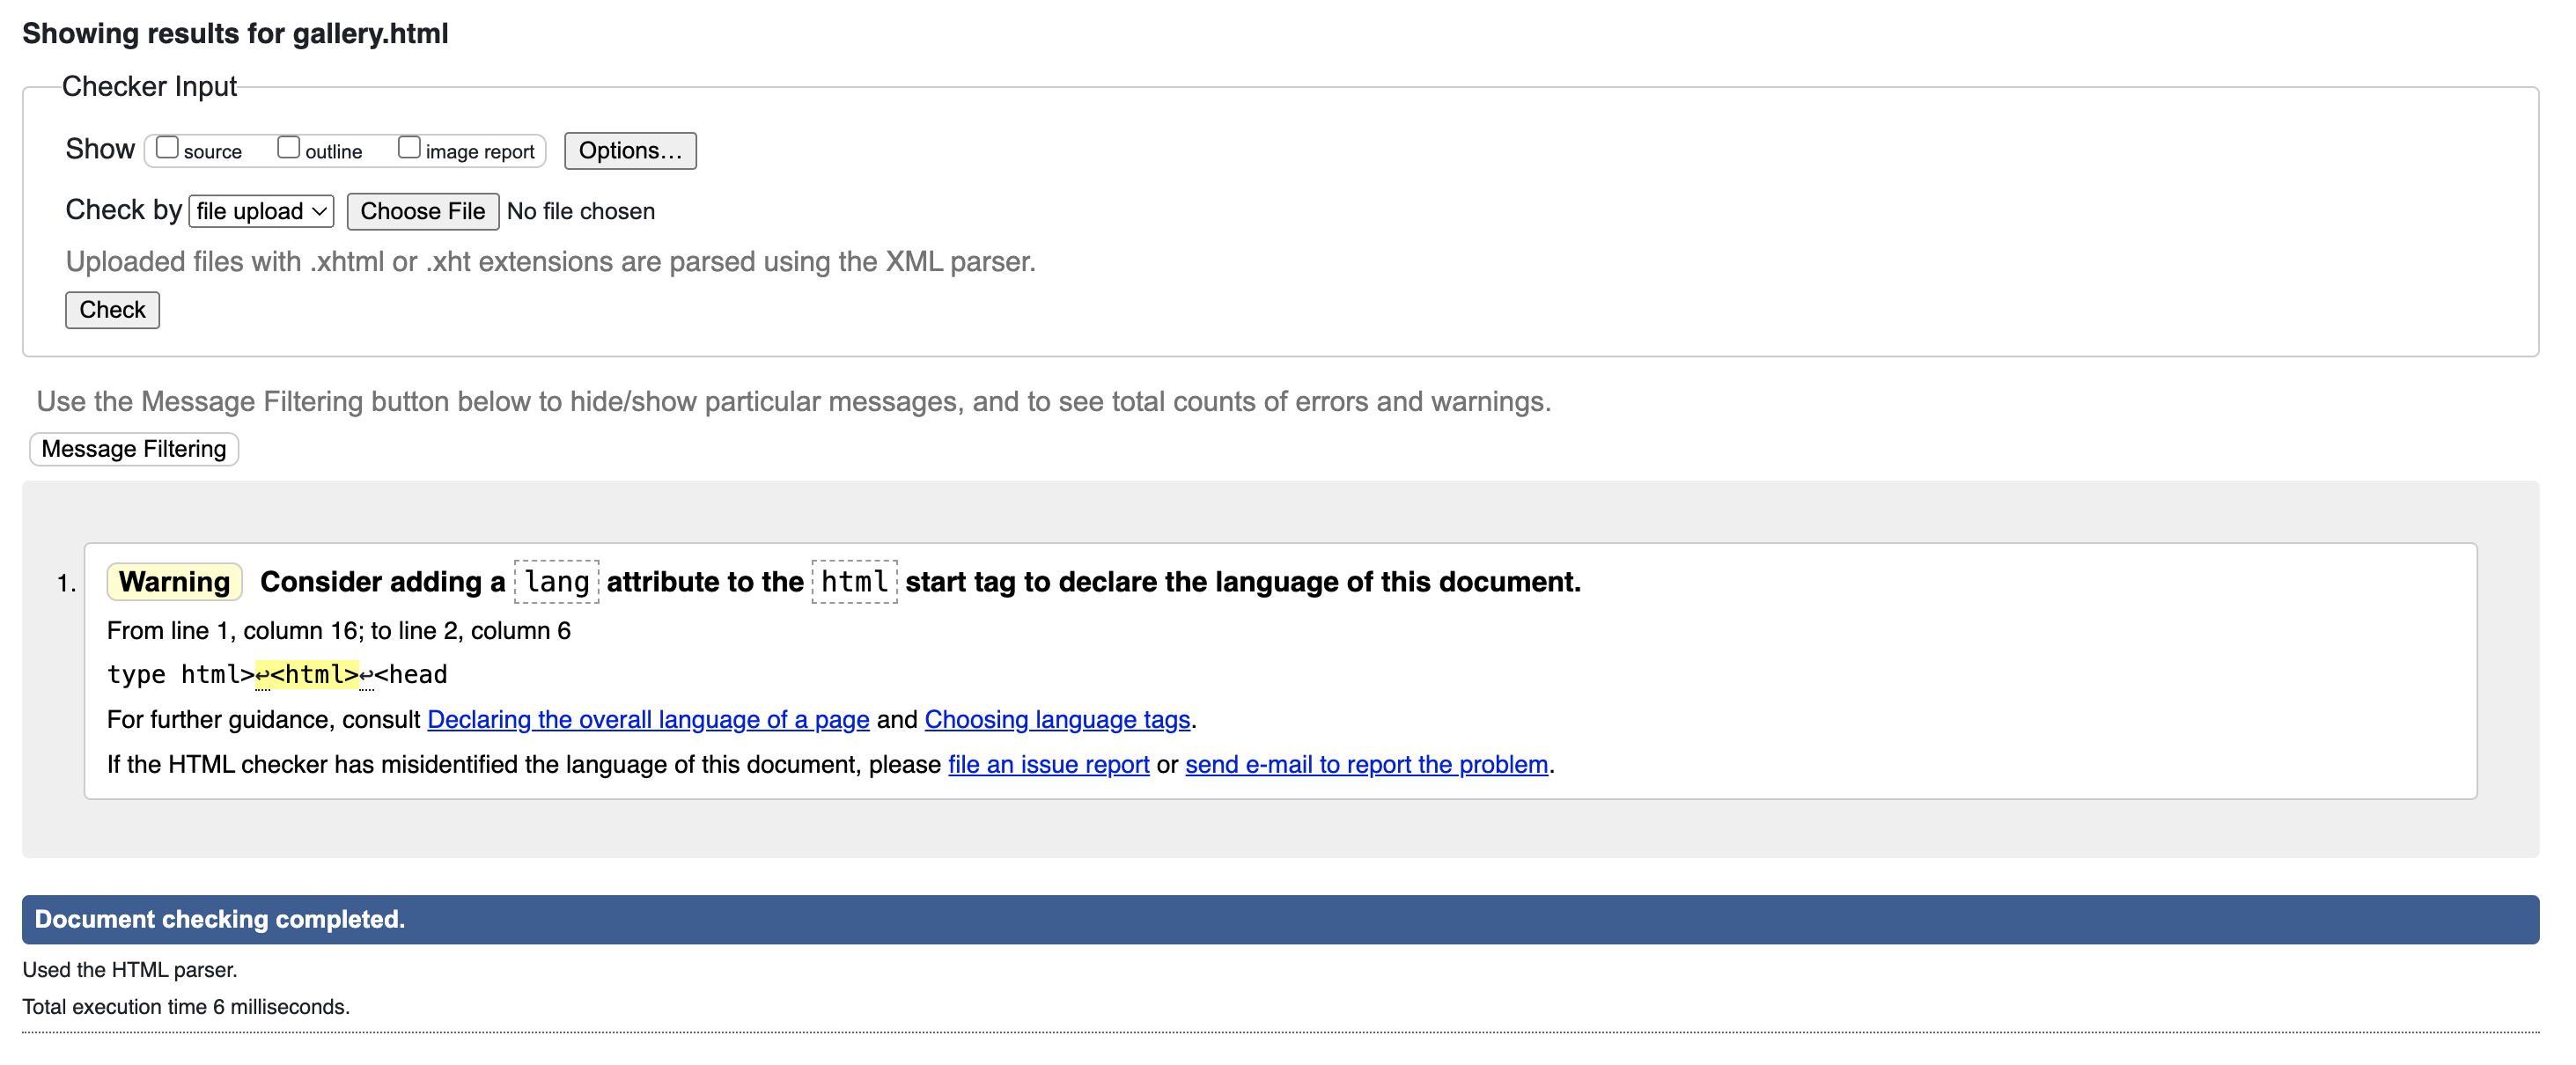 Showing results for gallery.html
Checker Input
Show source outline image report Options...
Check by file upload Choose File No file chosen
Uploaded files with .xhtml or .xht extensions are parsed using the XML parser.
Check
Use the Message Filtering button below to hide/show particular messages, and to see total counts of errors and warnings.
Message Filtering
1. Warning Consider adding a lang attribute to the html start tag to declare the language of this document.
From line 1, column 16; to line 2, column 6
type html>↩<html>↩<head
For further guidance, consult Declaring the overall language of a page and Choosing language tags.
If the HTML checker has misidentified the language of this document, please file an issue report or send e-mail to report the problem.
Document checking completed.
Used the HTML parser.
Total execution time 6 milliseconds.